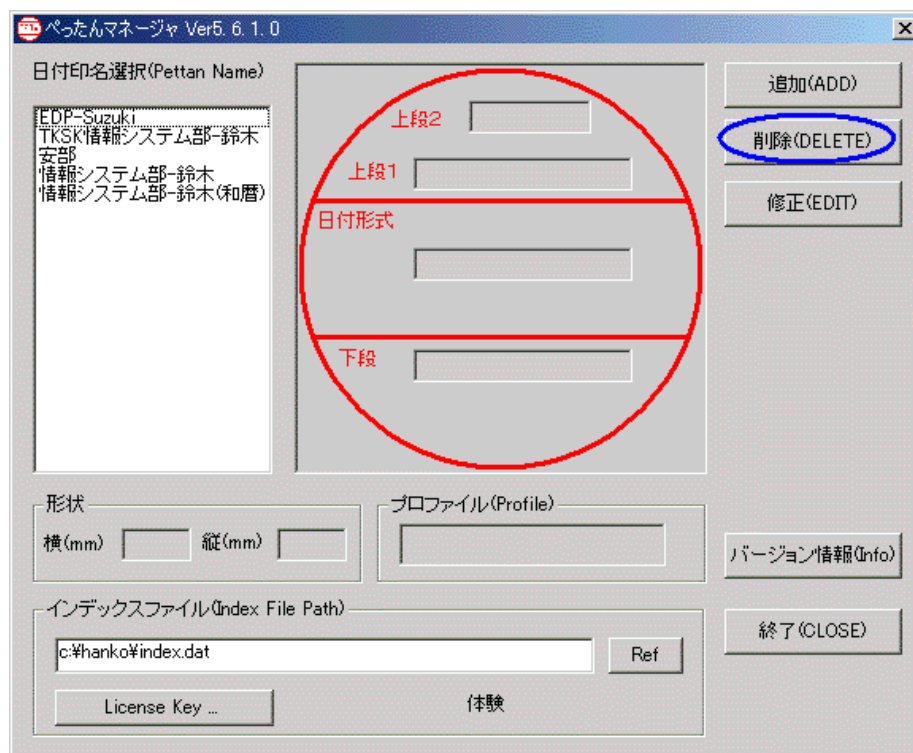 ぺったんマネージャ Ver5. 6. 1. 0
日付印名選択(Pettan Name)
EDP-Suzuki
TKSK情報システム部-鈴木
安部
情報システム部-鈴木
情報システム部-鈴木(和暦)
上段2
上段1
日付形式
下段
追加(ADD)
削除(DELETE)
修正(EDIT)
形状
横(mm)
縦(mm)
プロファイル(Profile)
バージョン情報(Info)
インデックスファイル(Index File Path)
c:¥hanko¥index.dat
Ref
終了(CLOSE)
License Key ...
体験